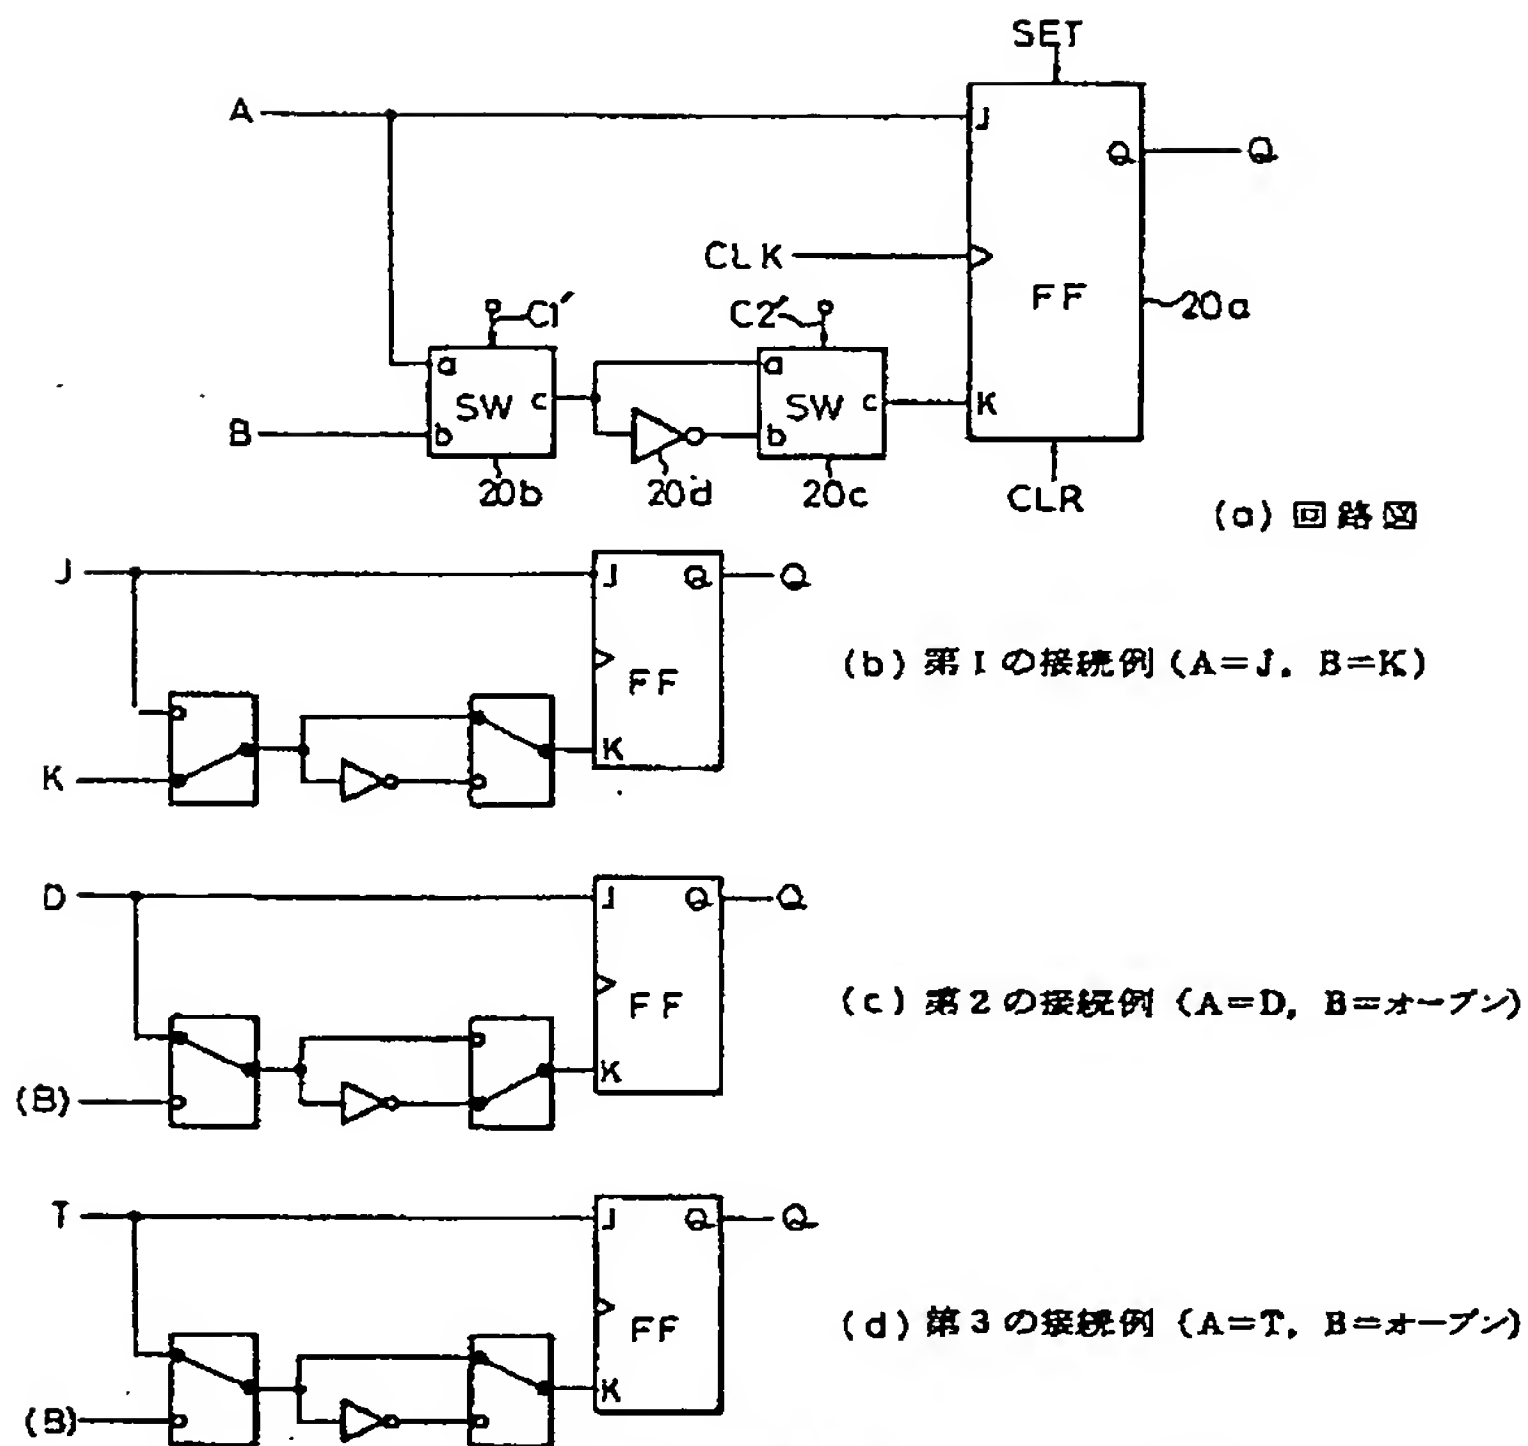 SET
A
J
Q
Q
CLK
FF
20a
C1′
C2′
a
SW
c
b
a
SW
c
b
K
B
20b
20d
20c
CLR
(a) 回路図
J
J
Q
Q
FF
K
K
(b) 第1の接続例 (A=J, B=K)
D
J
Q
Q
FF
K
(B)
(c) 第2の接続例 (A=D, B=オープン)
T
J
Q
Q
FF
K
(B)
(d) 第3の接続例 (A=T, B=オープン)